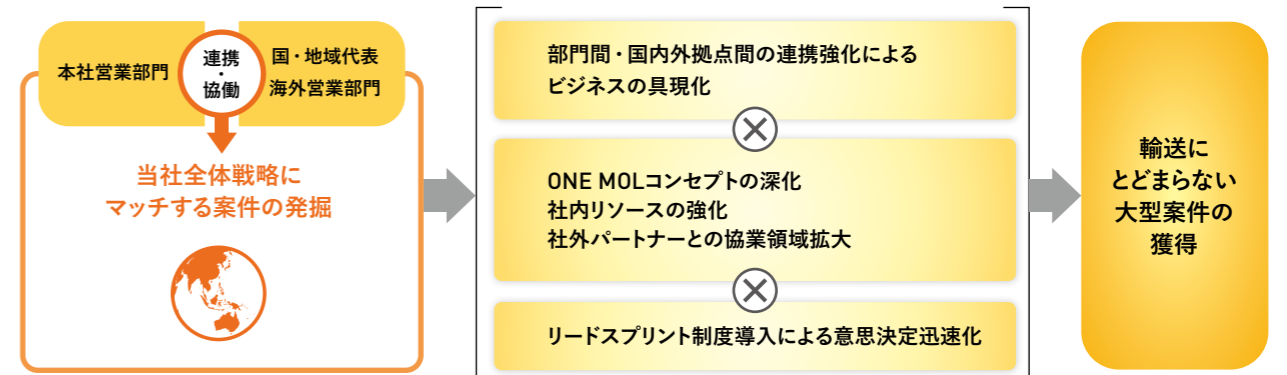 本社営業部門
連携
・
協働
国・地域代表
海外営業部門
当社全体戦略に
マッチする案件の発掘
部門間・国内外拠点間の連携強化による
ビジネスの具現化
ONE MOLコンセプトの深化
社内リソースの強化
社外パートナーとの協業領域拡大
リードスプリント制度導入による意思決定迅速化
輸送に
とどまらない
大型案件の
獲得